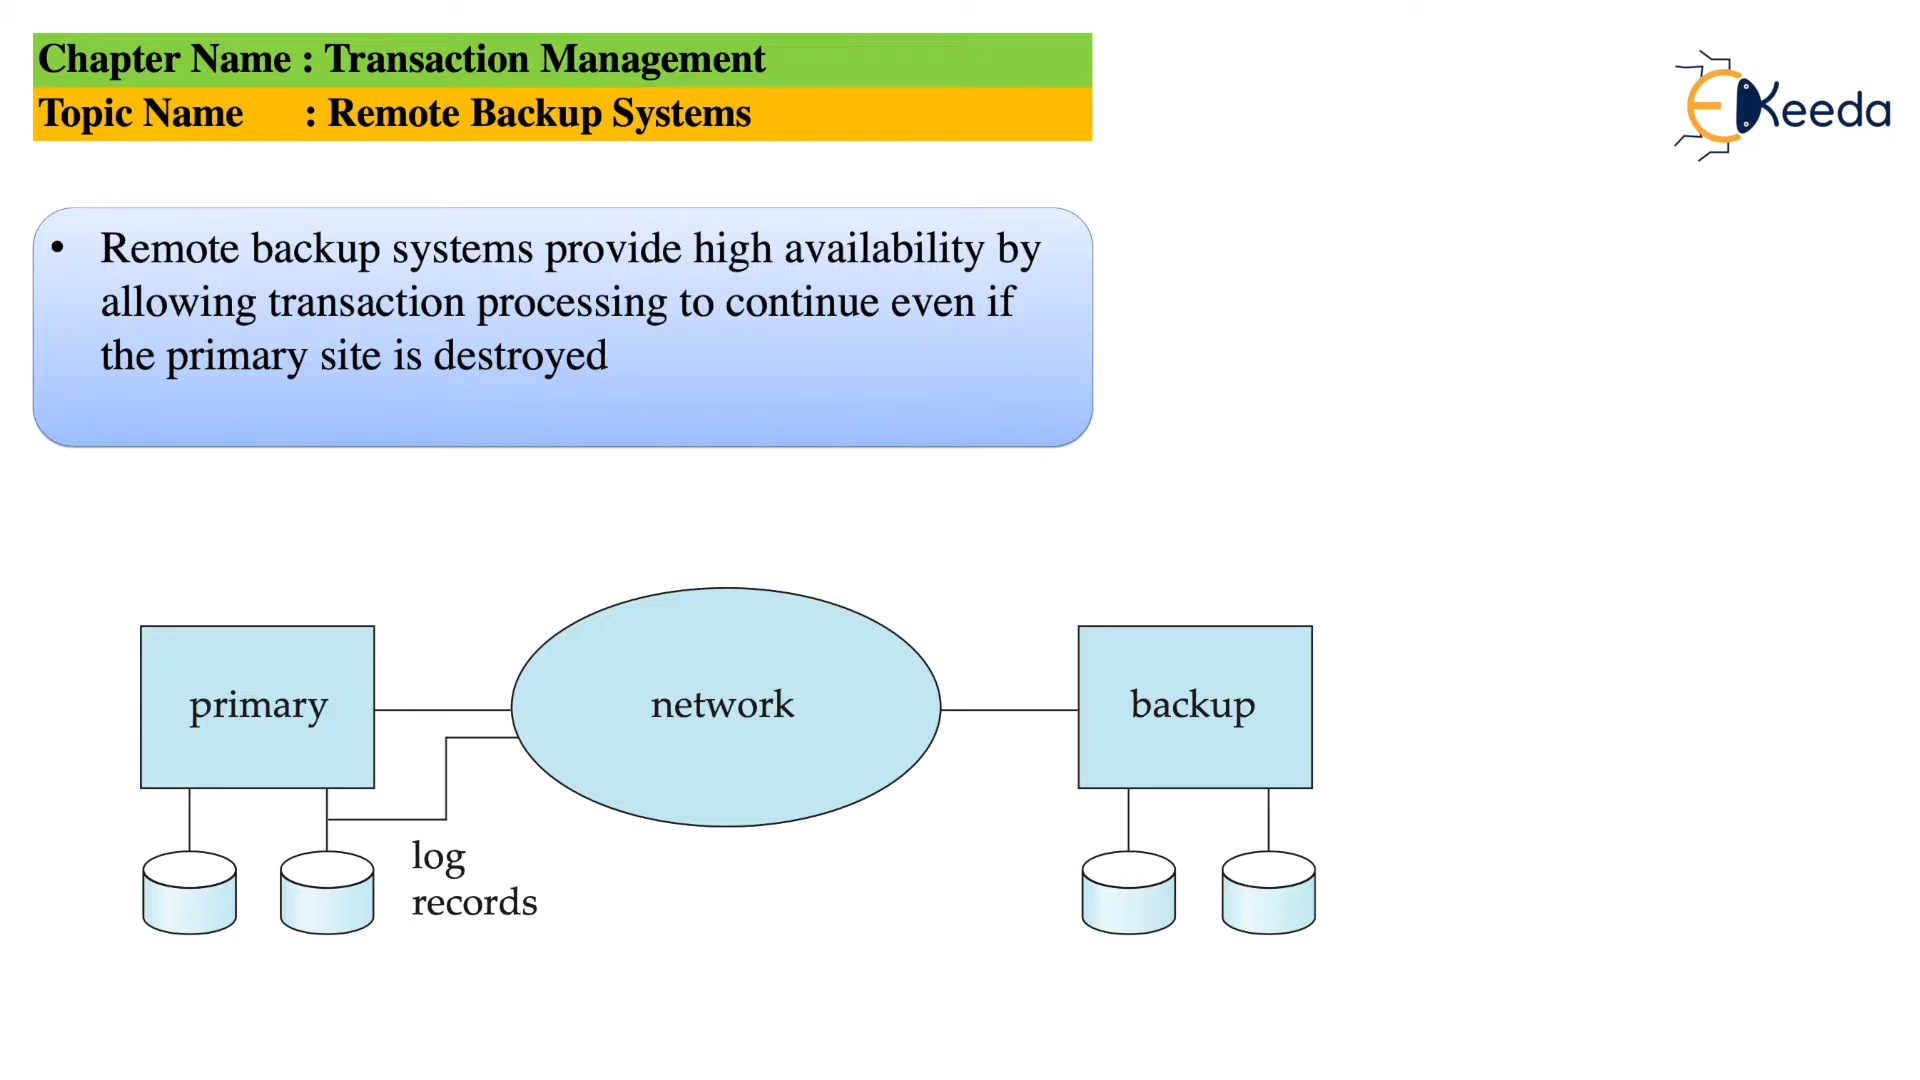 Chapter Name : Transaction Management
Topic Name : Remote Backup Systems
EKeeda
• Remote backup systems provide high availability by
allowing transaction processing to continue even if
the primary site is destroyed
primary
network
backup
log
records